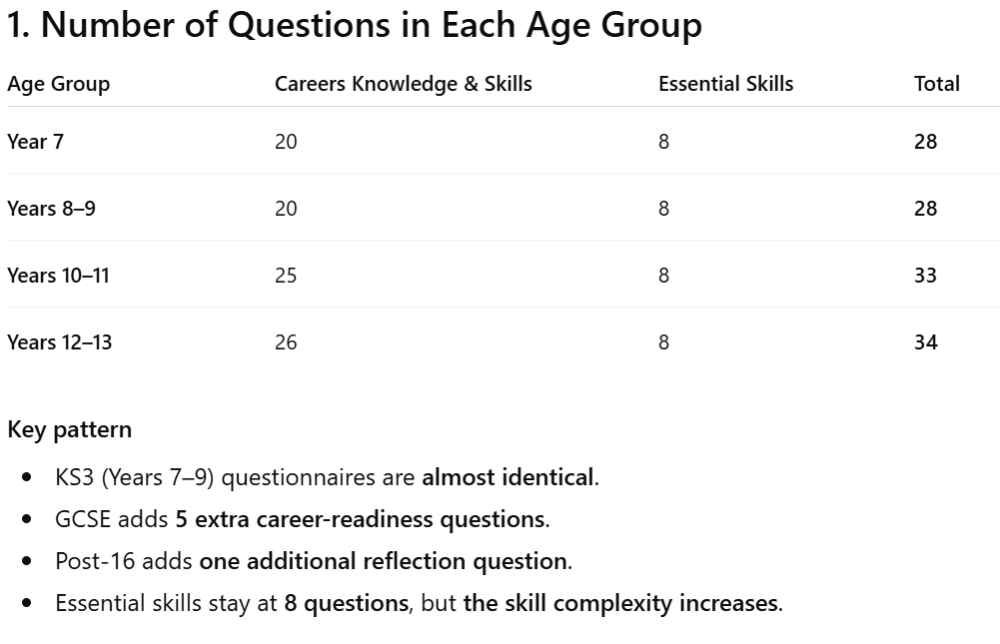 1. Number of Questions in Each Age Group
Age Group Careers Knowledge & Skills Essential Skills Total
Year 7 20 8 28
Years 8–9 20 8 28
Years 10–11 25 8 33
Years 12–13 26 8 34
Key pattern
• KS3 (Years 7–9) questionnaires are almost identical.
• GCSE adds 5 extra career-readiness questions.
• Post-16 adds one additional reflection question.
• Essential skills stay at 8 questions, but the skill complexity increases.